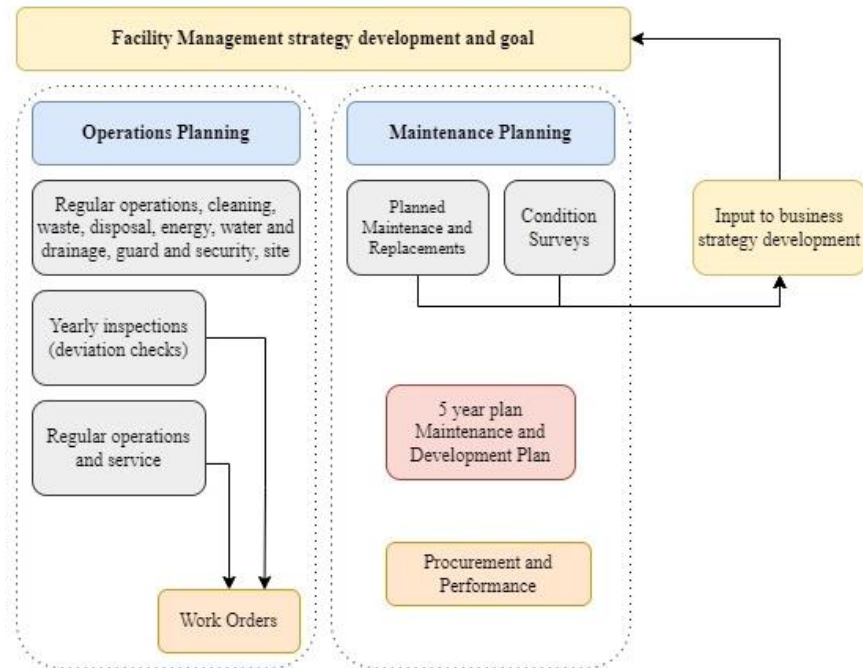 Facility Management strategy development and goal
Operations Planning
Regular operations, cleaning,
waste, disposal, energy, water and
drainage, guard and security, site
Yearly inspections
(deviation checks)
Regular operations
and service
Work Orders
Maintenance Planning
Planned
Maintenace and
Replacements
Condition
Surveys
5 year plan
Maintenance and
Development Plan
Procurement and
Performance
Input to business
strategy development